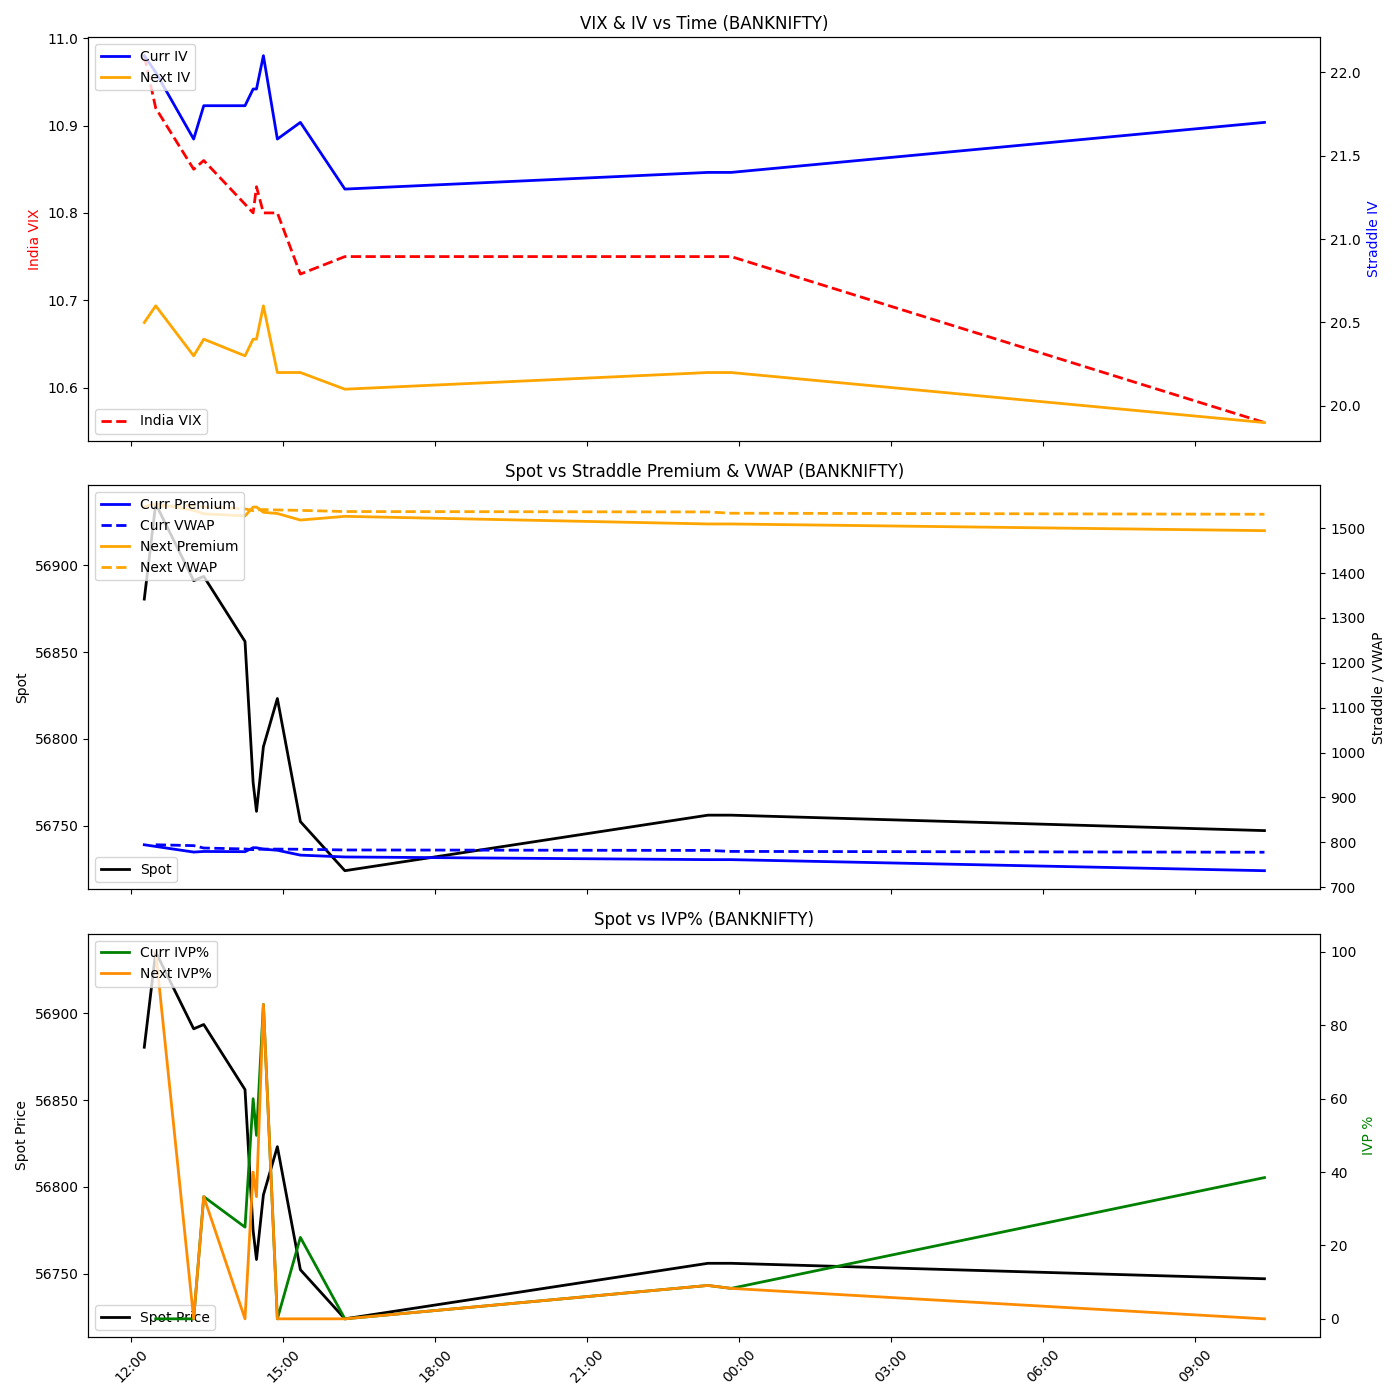 VIX & IV vs Time (BANKNIFTY)
11.0
10.9
10.8
10.7
10.6
India VIX
Curr IV
Next IV
India VIX
22.0
21.5
21.0
20.5
20.0
Straddle IV
Spot vs Straddle Premium & VWAP (BANKNIFTY)
56900
56850
56800
56750
Spot
Curr Premium
Curr VWAP
Next Premium
Next VWAP
Spot
1500
1400
1300
1200
1100
1000
900
800
700
Straddle / VWAP
Spot vs IVP% (BANKNIFTY)
56900
56850
56800
56750
Spot Price
Curr IVP%
Next IVP%
Spot Price
100
80
60
40
20
0
IVP %
12:00
15:00
18:00
21:00
00:00
03:00
06:00
09:00